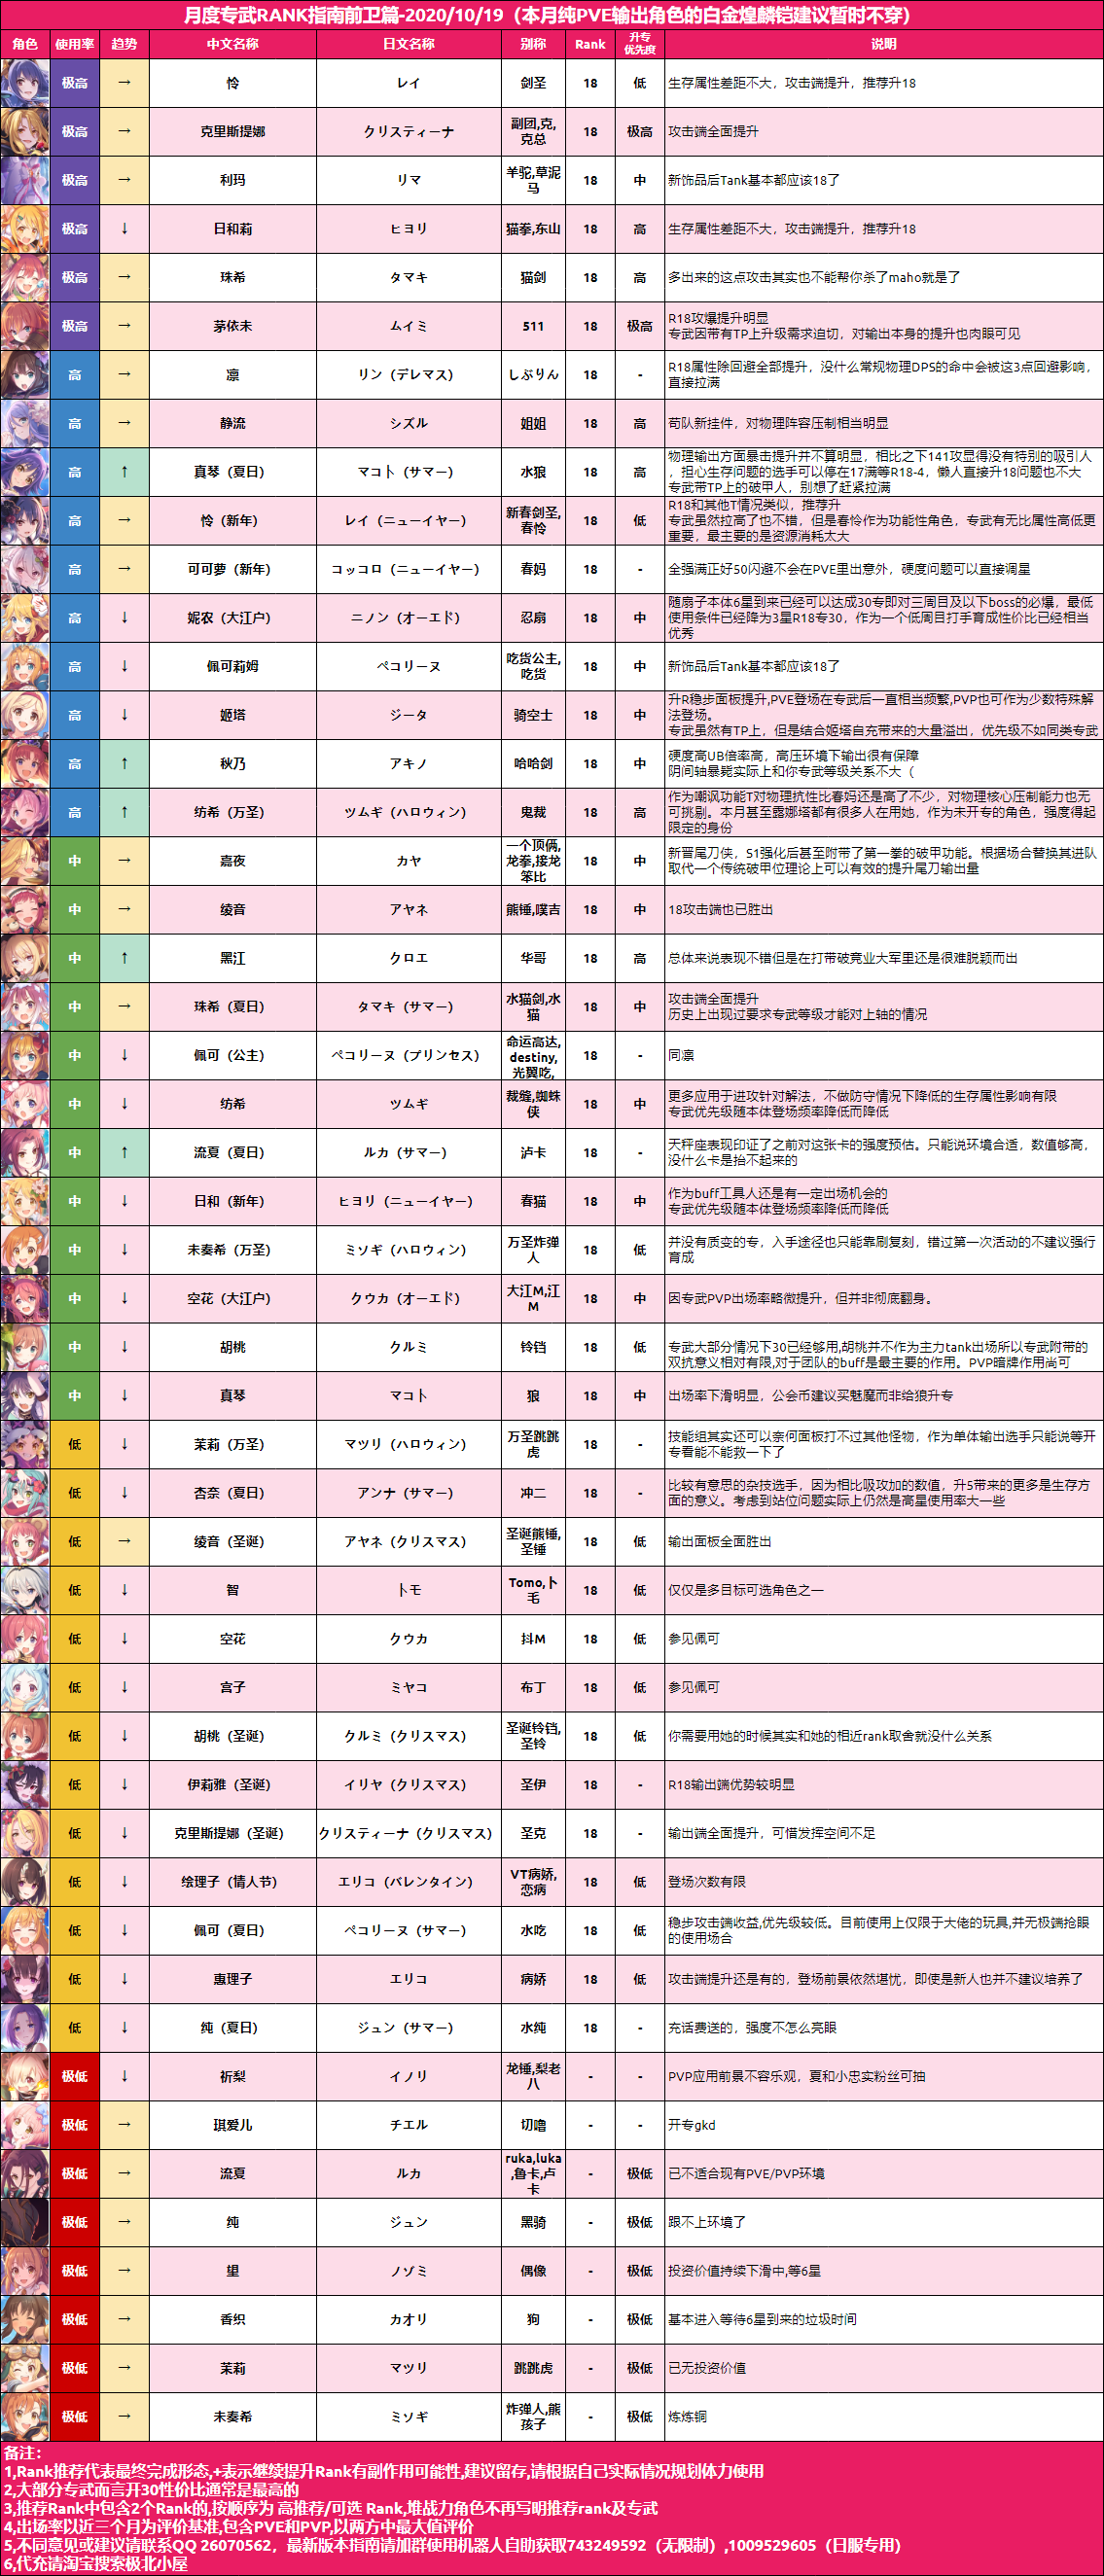 月度专武RANK指南前卫篇-2020/10/19（本月纯PVE输出角色的白金煌麟铠建议暂时不穿）
角色 使用率 趋势 中文名称 日文名称 别称 Rank 升专优先度 说明
极高 → 怜 レイ 剑圣 18 低 生存属性差距不大，攻击端提升，推荐升18
极高 → 克里斯提娜 クリスティーナ 副团,克,克总 18 极高 攻击端全面提升
极高 → 利玛 リマ 羊驼,草泥马 18 中 新饰品后Tank基本都应该18了
极高 ↓ 日和莉 ヒヨリ 猫拳,东山 18 高 生存属性差距不大，攻击端提升，推荐升18
极高 → 珠希 タマキ 猫剑 18 高 多出来的这点攻击其实也不能帮你杀了maho就是了
极高 → 茅依未 ムイミ 511 18 极高 R18攻爆提升明显
专武因带有TP上升级需求迫切，对输出本身的提升也肉眼可见
高 → 凛 リン（デレマス） しぶりん 18 - R18属性除回避全部提升，没什么常规物理DPS的命中会被这3点回避影响，
直接拉满
高 → 静流 シズル 姐姐 18 高 苟队新挂件，对物理阵容压制相当明显
高 ↑ 真琴（夏日） マコト（サマー） 水狼 18 高 物理输出方面暴击提升并不算明显，相比之下141攻显得没有特别的吸引人
，担心生存问题的选手可以停在17满等R18-4，懒人直接升18问题也不大
专武带TP上的破甲人，别想了赶紧拉满
高 → 怜（新年） レイ（ニューイヤー） 新春剑圣,春怜 18 低 R18和其他T情况类似，推荐升
专武虽然拉高了也不错，但是春怜作为功能性角色，专武有无比属性高低更
重要，最主要的是资源消耗太大
高 → 可可萝（新年） コッコロ（ニューイヤー） 春妈 18 - 全强满正好50闪避不会在PVE里出意外，硬度问题可以直接调星
高 ↓ 妮农（大江户） ニノン（オーエド） 忍扇 18 中 随扇子本体6星到来已经可以达成30专即对三周目及以下boss的必爆，最低
使用条件已经降为3星R18专30，作为一个低周目打手育成性价比已经相当
优秀
高 ↓ 佩可莉姆 ペコリーヌ 吃货公主,吃货 18 中 新饰品后Tank基本都应该18了
高 ↓ 姬塔 ジータ 骑空士 18 中 升R稳步面板提升,PVE登场在专武后一直相当频繁,PVP也可作为少数特殊解
法登场。
专武虽然有TP上，但是结合姬塔自充带来的大量溢出，优先级不如同类专武
高 ↑ 秋乃 アキノ 哈哈剑 18 中 硬度高UB倍率高，高压环境下输出很有保障
阴间轴暴毙实际上和你专武等级关系不大（
高 ↑ 纺希（万圣） ツムギ（ハロウィン） 鬼裁 18 高 作为嘲讽功能T对物理抗性比春妈还是高了不少，对物理核心压制能力也无
可挑剔。本月甚至露娜塔都有很多人在用她，作为未开专的角色，强度得起
限定的身份
中 → 嘉夜 カヤ 一个顶俩,龙拳,接龙笨比 18 中 新晋尾刀侠，S1强化后甚至附带了第一拳的破甲功能。根据场合替换其进队
取代一个传统破甲位理论上可以有效的提升尾刀输出量
中 → 绫音 アヤネ 熊锤,噗吉 18 中 18攻击端也已胜出
中 ↑ 黑江 クロエ 华哥 18 高 总体来说表现不错但是在打带破竞业大军里还是很难脱颖而出
中 → 珠希（夏日） タマキ（サマー） 水猫剑,水猫 18 中 攻击端全面提升
历史上出现过要求专武等级才能对上轴的情况
中 ↓ 佩可（公主） ペコリーヌ（プリンセス） 命运高达,destiny,光翼吃, 18 - 同凛
中 ↓ 纺希 ツムギ 裁缝,蜘蛛侠 18 中 更多应用于进攻针对解法，不做防守情况下降低的生存属性影响有限
专武优先级随本体登场频率降低而降低
中 ↑ 流夏（夏日） ルカ（サマー） 泸卡 18 - 天秤座表现印证了之前对这张卡的强度预估。只能说环境合适，数值够高，
没什么卡是抬不起来的
中 ↓ 日和（新年） ヒヨリ（ニューイヤー） 春猫 18 中 作为buff工具人还是有一定出场机会的
专武优先级随本体登场频率降低而降低
中 ↓ 未奏希（万圣） ミソギ（ハロウィン） 万圣炸弹人 18 低 并没有质变的专，入手途径也只能靠刷复刻，错过第一次活动的不建议强行
育成
中 ↓ 空花（大江户） クウカ（オーエド） 大江M,江M 18 中 因专武PVP出场率略微提升，但并非彻底翻身。
中 ↓ 胡桃 クルミ 铃铛 18 低 专武大部分情况下30已经够用,胡桃并不作为主力tank出场所以专武附带的
双抗意义相对有限,对于团队的buff是最主要的作用。PVP暗牌作用尚可
中 ↓ 真琴 マコト 狼 18 中 出场率下滑明显，公会币建议买魅魔而非给狼升专
低 ↓ 茉莉（万圣） マツリ（ハロウィン） 万圣跳跳虎 18 - 技能组其实还可以奈何面板打不过其他怪物，作为单体输出选手只能说等开
专看能不能救一下了
低 ↓ 杏奈（夏日） アンナ（サマー） 冲二 18 - 比较有意思的杂技选手，因为相比吸攻加的数值，升5带来的更多是生存方
面的意义。考虑到站位问题实际上仍然是高星使用率大一些
低 → 绫音（圣诞） アヤネ（クリスマス） 圣诞熊锤,圣锤 18 低 输出面板全面胜出
低 ↓ 智 トモ Tomo,卜毛 18 低 仅仅是多目标可选角色之一
低 ↓ 空花 クウカ 抖M 18 低 参见佩可
低 ↓ 宫子 ミヤコ 布丁 18 低 参见佩可
低 ↓ 胡桃（圣诞） クルミ（クリスマス） 圣诞铃铛,圣铃 18 低 你需要用她的时候其实和她的相近rank取舍就没什么关系
低 ↓ 伊莉雅（圣诞） イリヤ（クリスマス） 圣伊 18 - R18输出端优势较明显
低 ↓ 克里斯提娜（圣诞） クリスティーナ（クリスマス） 圣克 18 - 输出端全面提升，可惜发挥空间不足
低 ↓ 绘理子（情人节） エリコ（バレンタイン） VT病娇,恋病 18 低 登场次数有限
低 ↓ 佩可（夏日） ペコリーヌ（サマー） 水吃 18 低 稳步攻击端收益,优先级较低。目前使用上仅限于大佬的玩具,并无极端抢眼
的使用场合
低 ↓ 惠理子 エリコ 病娇 18 低 攻击端提升还是有的，登场前景依然堪忧，即使是新人也并不建议培养了
低 ↓ 纯（夏日） ジュン（サマー） 水纯 18 - 充话费送的，强度不怎么亮眼
极低 ↓ 祈梨 イノリ 龙锤,梨老八 - - PVP应用前景不容乐观，夏和小忠实粉丝可抽
极低 → 琪爱儿 チエル 切噜 - - 开专gkd
极低 → 流夏 ルカ ruka,luka,鲁卡,卢卡 - 极低 已不适合现有PVE/PVP环境
极低 → 纯 ジュン 黑骑 - 极低 跟不上环境了
极低 → 望 ノゾミ 偶像 - 极低 投资价值持续下滑中,等6星
极低 → 香织 カオリ 狗 - 极低 基本进入等待6星到来的垃圾时间
极低 → 茉莉 マツリ 跳跳虎 - 极低 已无投资价值
极低 → 未奏希 ミソギ 炸弹人,熊孩子 - 极低 炼炼铜
备注：
1,Rank推荐代表最终完成形态,+表示继续提升Rank有副作用可能性,建议留存,请根据自己实际情况规划体力使用
2,大部分专武而言开30性价比通常是最高的
3,推荐Rank中包含2个Rank的,按顺序为 高推荐/可选 Rank,堆战力角色不再写明推荐rank及专武
4,出场率以近三个月为评价基准,包含PVE和PVP,以两方中最大值评价
5,不同意见或建议请联系QQ 26070562，最新版本指南请加群使用机器人自助获取743249592（无限制）,1009529605（日服专用）
6,代充请淘宝搜索极北小屋